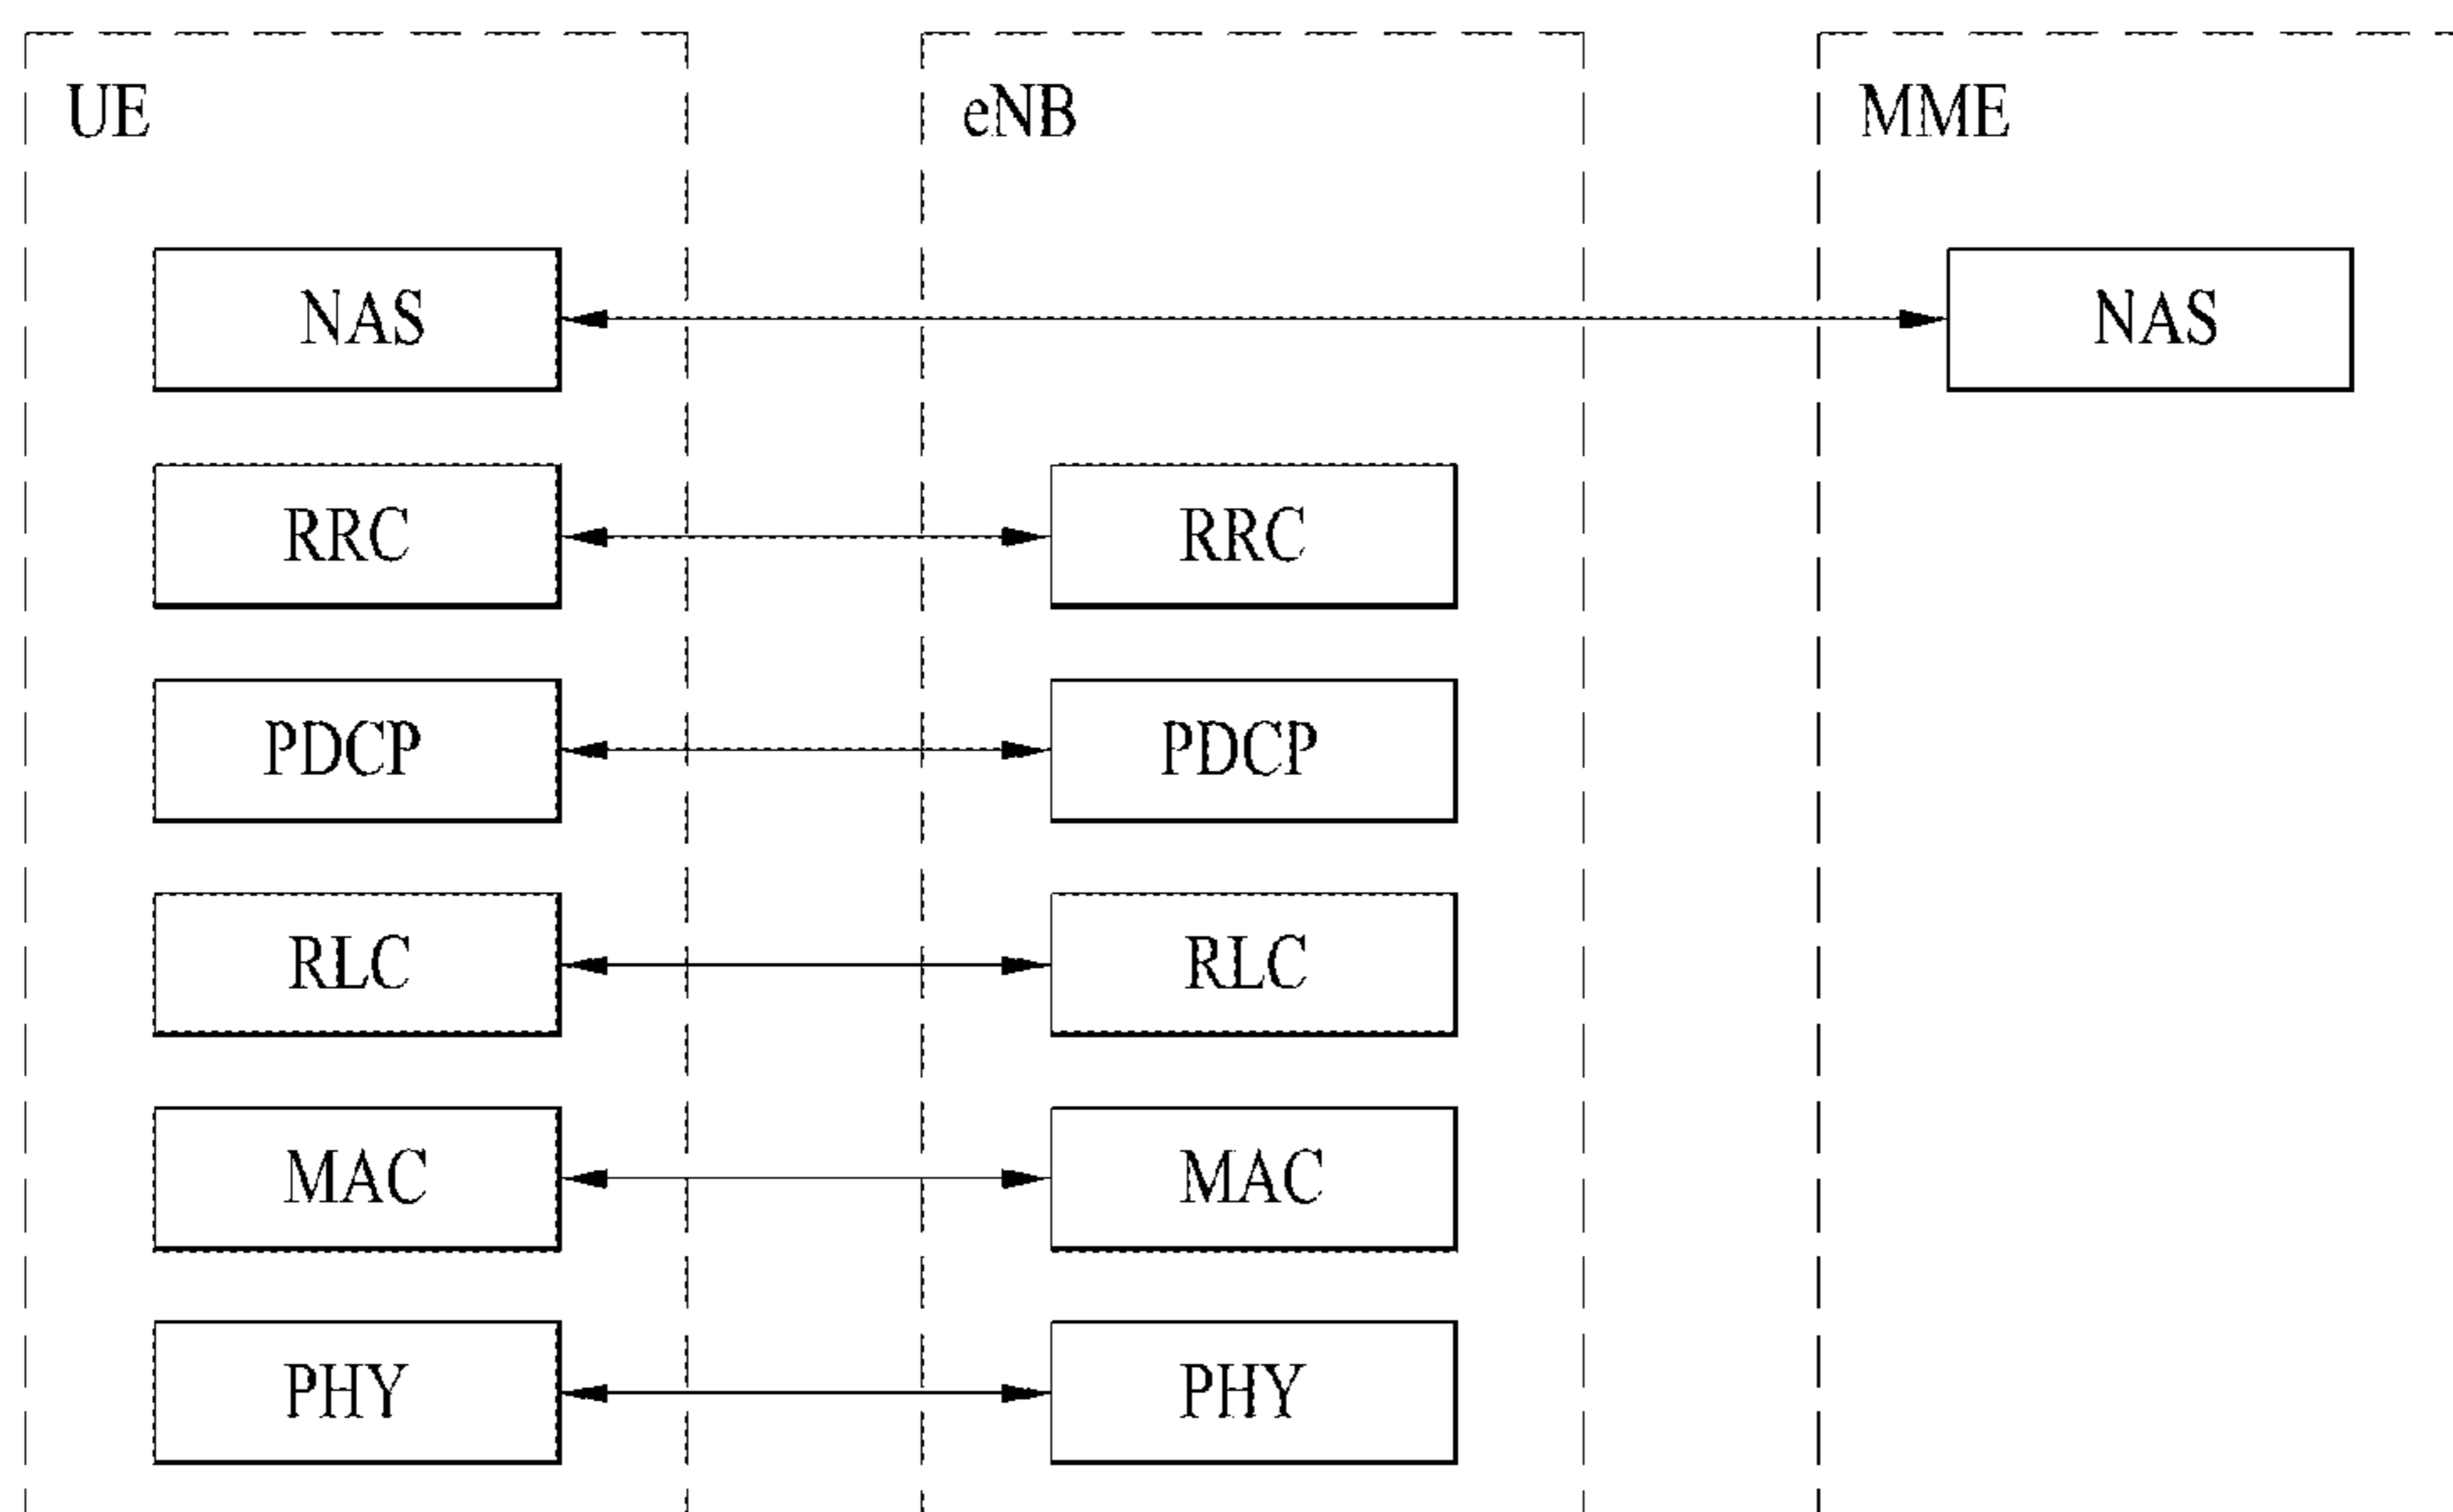 UE eNB MME
NAS NAS
RRC RRC
PDCP PDCP
RLC RLC
MAC MAC
PHY PHY